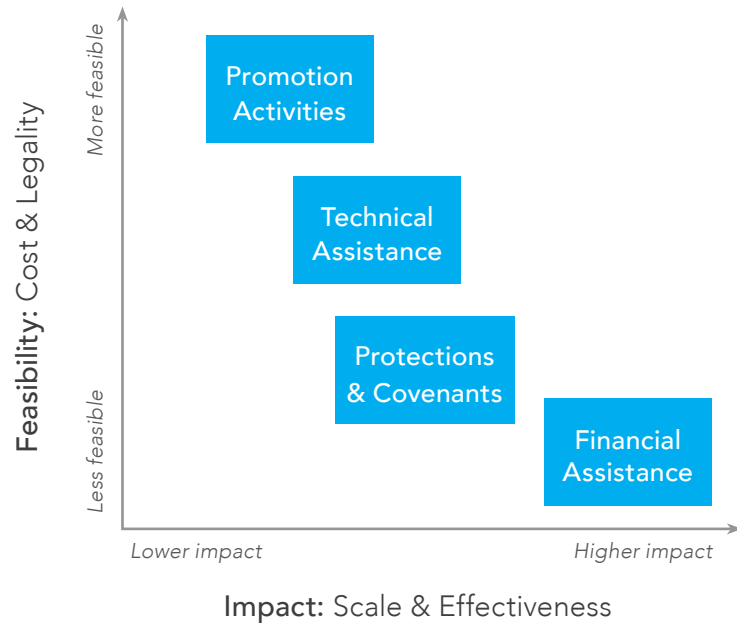 Feasibility: Cost & Legality
More feasible
Less feasible
Promotion
Activities
Technical
Assistance
Protections
& Covenants
Financial
Assistance
Lower impact
Higher impact
Impact: Scale & Effectiveness